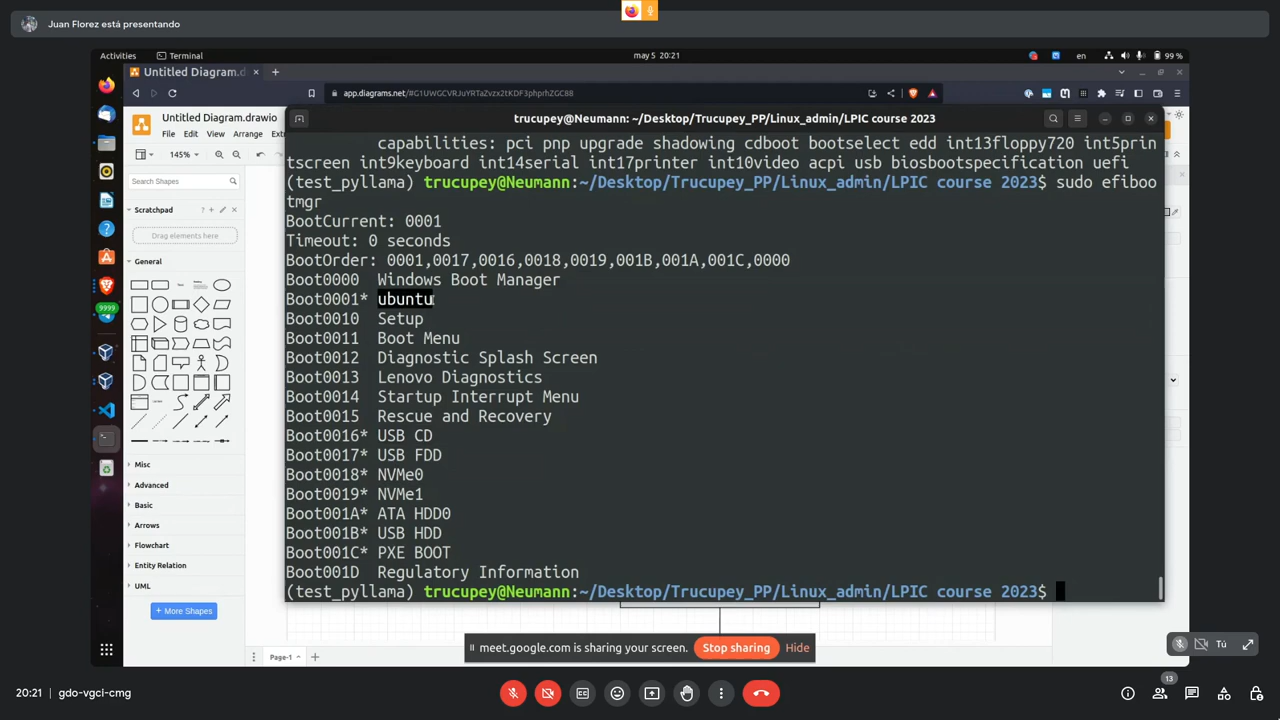 Juan Florez está presentando
Activities
Terminal
may 5 20:21
en
99 %
Untitled Diagram.d
app.diagrams.net/#G1UWGCVRJuYRTaZvzx2tKDF3phprhZGC88
Untitled Diagram.drawio
File Edit View Arrange Ext
145%
Search Shapes
Scratchpad
Drag elements here
General
Misc
Advanced
Basic
Arrows
Flowchart
Entity Relation
UML
+ More Shapes
9999
trucupey@Neumann: ~/Desktop/Trucupey_PP/Linux_admin/LPIC course 2023
capabilities: pci pnp upgrade shadowing cdboot bootselect edd int13floppy720 int5prin
tscreen int9keyboard int14serial int17printer int10video acpi usb biosbootspecification uefi
(test_pyllama) trucupey@Neumann:~/Desktop/Trucupey_PP/Linux_admin/LPIC course 2023$ sudo efiboo
tmgr
BootCurrent: 0001
Timeout: 0 seconds
BootOrder: 0001,0017,0016,0018,0019,001B,001A,001C,0000
Boot0000  Windows Boot Manager
Boot0001* ubuntu
Boot0010  Setup
Boot0011  Boot Menu
Boot0012  Diagnostic Splash Screen
Boot0013  Lenovo Diagnostics
Boot0014  Startup Interrupt Menu
Boot0015  Rescue and Recovery
Boot0016* USB CD
Boot0017* USB FDD
Boot0018* NVMe0
Boot0019* NVMe1
Boot001A* ATA HDD0
Boot001B* USB HDD
Boot001C* PXE BOOT
Boot001D  Regulatory Information
(test_pyllama) trucupey@Neumann:~/Desktop/Trucupey_PP/Linux_admin/LPIC course 2023$
Page-1
meet.google.com is sharing your screen.
Stop sharing
Hide
Tú
20:21
gdo-vgci-cmg
13